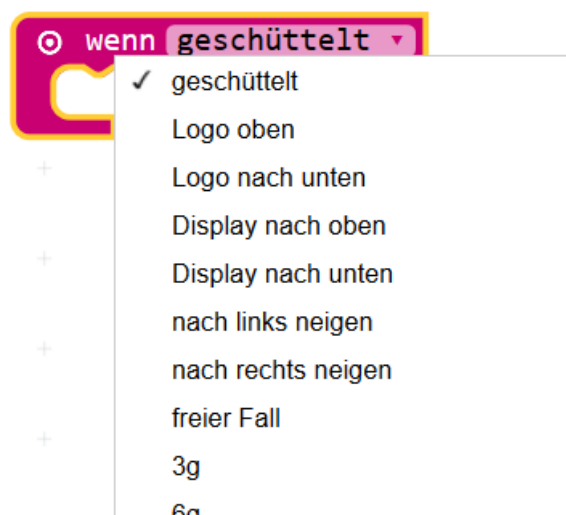 wenn geschüttelt
geschüttelt
Logo oben
Logo nach unten
Display nach oben
Display nach unten
nach links neigen
nach rechts neigen
freier Fall
3g
6g